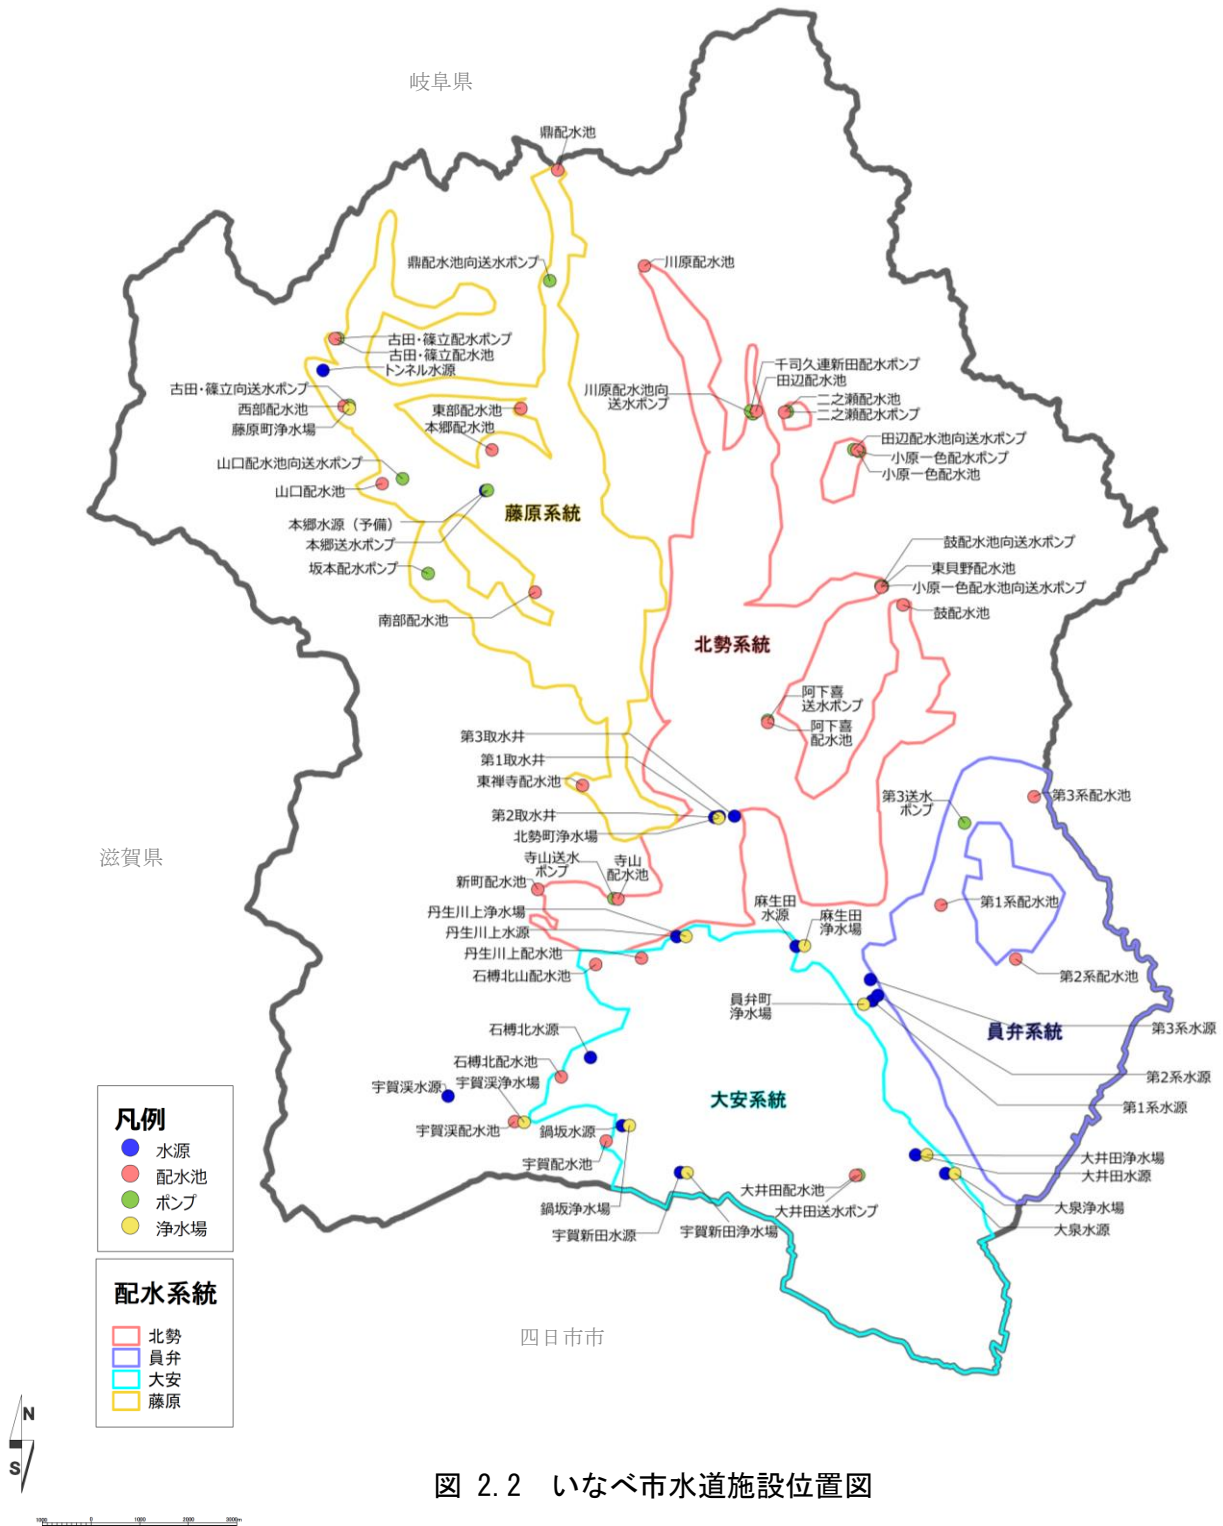 岐阜県
鼎配水池
鼎配水池向送水ポンプ
川原配水池
古田・篠立配水ポンプ
古田・篠立配水池
トンネル水源
古田・篠立向送水ポンプ
西部配水池
藤原町浄水場
東部配水池
本郷配水池
川原配水池向
送水ポンプ
千司久連新田配水ポンプ
田辺配水池
二之瀬配水池
二之瀬配水ポンプ
田辺配水池向送水ポンプ
小原一色配水ポンプ
小原一色配水池
山口配水池向送水ポンプ
山口配水池
本郷水源（予備）
本郷送水ポンプ
坂本配水ポンプ
藤原系統
南部配水池
鼓配水池向送水ポンプ
東貝野配水池
小原一色配水池向送水ポンプ
鼓配水池
北勢系統
阿下喜
送水ポンプ
阿下喜
配水池
第3取水井
第1取水井
東禅寺配水池
第2取水井
北勢町浄水場
第3送水
ポンプ
第3系配水池
滋賀県
寺山送水
ポンプ
寺山
配水池
新町配水池
丹生川上浄水場
丹生川上水源
丹生川上配水池
石榑北山配水池
麻生田
水源
麻生田
浄水場
第1系配水池
第2系配水池
員弁町
浄水場
員弁系統
第3系水源
第2系水源
第1系水源
石榑北水源
石榑北配水池
宇賀渓浄水場
宇賀渓水源
宇賀渓配水池
鍋坂水源
宇賀配水池
鍋坂浄水場
宇賀新田水源
宇賀新田浄水場
大安系統
大井田配水池
大井田送水ポンプ
大井田浄水場
大井田水源
大泉浄水場
大泉水源
凡例
水源
配水池
ポンプ
浄水場
配水系統
北勢
員弁
大安
藤原
四日市市
N
S
1000 0 1000 2000 3000m
図 2.2 いなべ市水道施設位置図